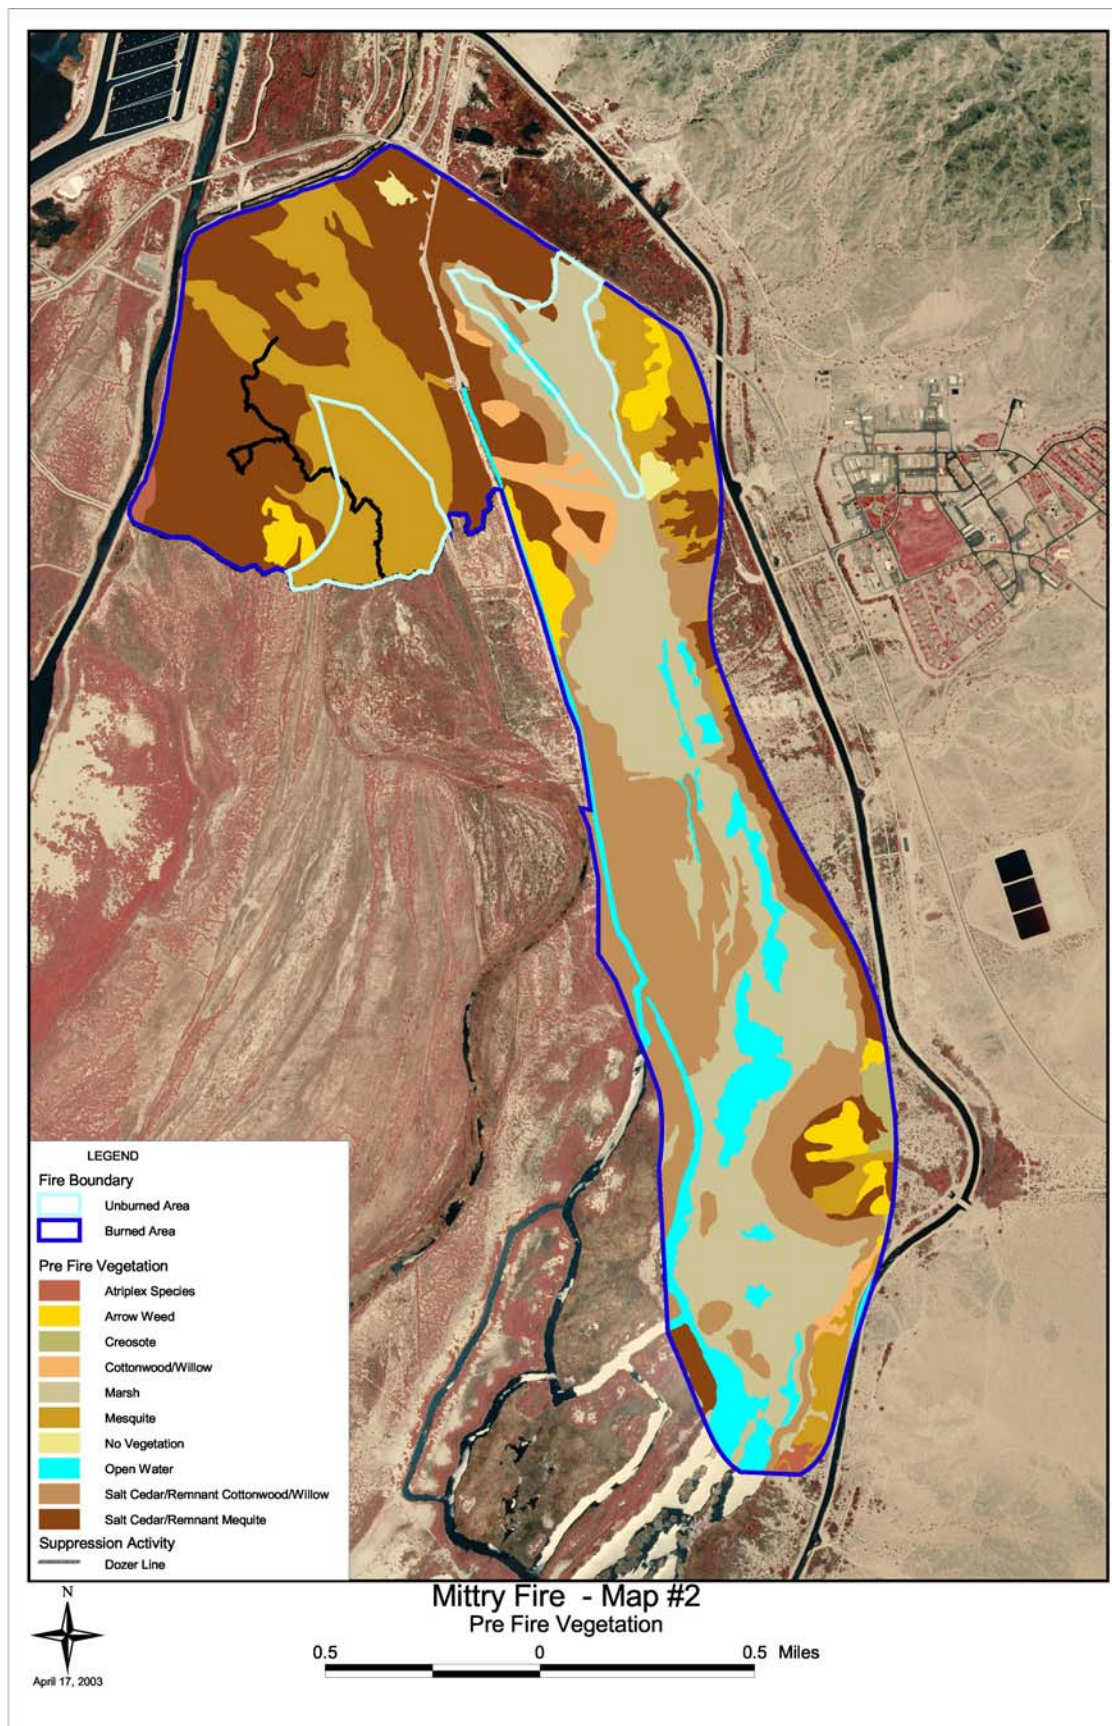 LEGEND
Fire Boundary
Unburned Area
Burned Area
Pre Fire Vegetation
Atriplex Species
Arrow Weed
Creosote
Cottonwood/Willow
Marsh
Mesquite
No Vegetation
Open Water
Salt Cedar/Remnant Cottonwood/Willow
Salt Cedar/Remnant Mequite
Suppression Activity
Dozer Line
Mittry Fire - Map #2
Pre Fire Vegetation
N
0.5 0 0.5 Miles
April 17, 2003